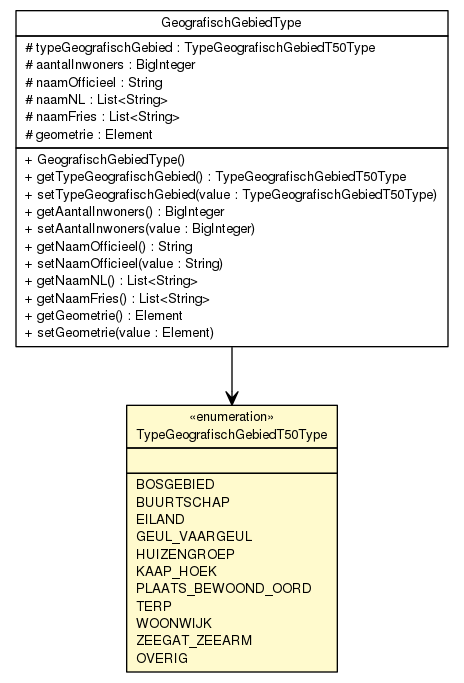 GeografischGebiedType
# typeGeografischGebied : TypeGeografischGebiedT50Type
# aantalInwoners : BigInteger
# naamOfficieel : String
# naamNL : List<String>
# naamFries : List<String>
# geometrie : Element
+ GeografischGebiedType()
+ getTypeGeografischGebied() : TypeGeografischGebiedT50Type
+ setTypeGeografischGebied(value : TypeGeografischGebiedT50Type)
+ getAantalInwoners() : BigInteger
+ setAantalInwoners(value : BigInteger)
+ getNaamOfficieel() : String
+ setNaamOfficieel(value : String)
+ getNaamNL() : List<String>
+ getNaamFries() : List<String>
+ getGeometrie() : Element
+ setGeometrie(value : Element)
«enumeration»
TypeGeografischGebiedT50Type
BOSGEBIED
BUURTSCHAP
EILAND
GEUL_VAARGEUL
HUIZENGROEP
KAAP_HOEK
PLAATS_BEWOOND_OORD
TERP
WOONWIJK
ZEEGAT_ZEEARM
OVERIG